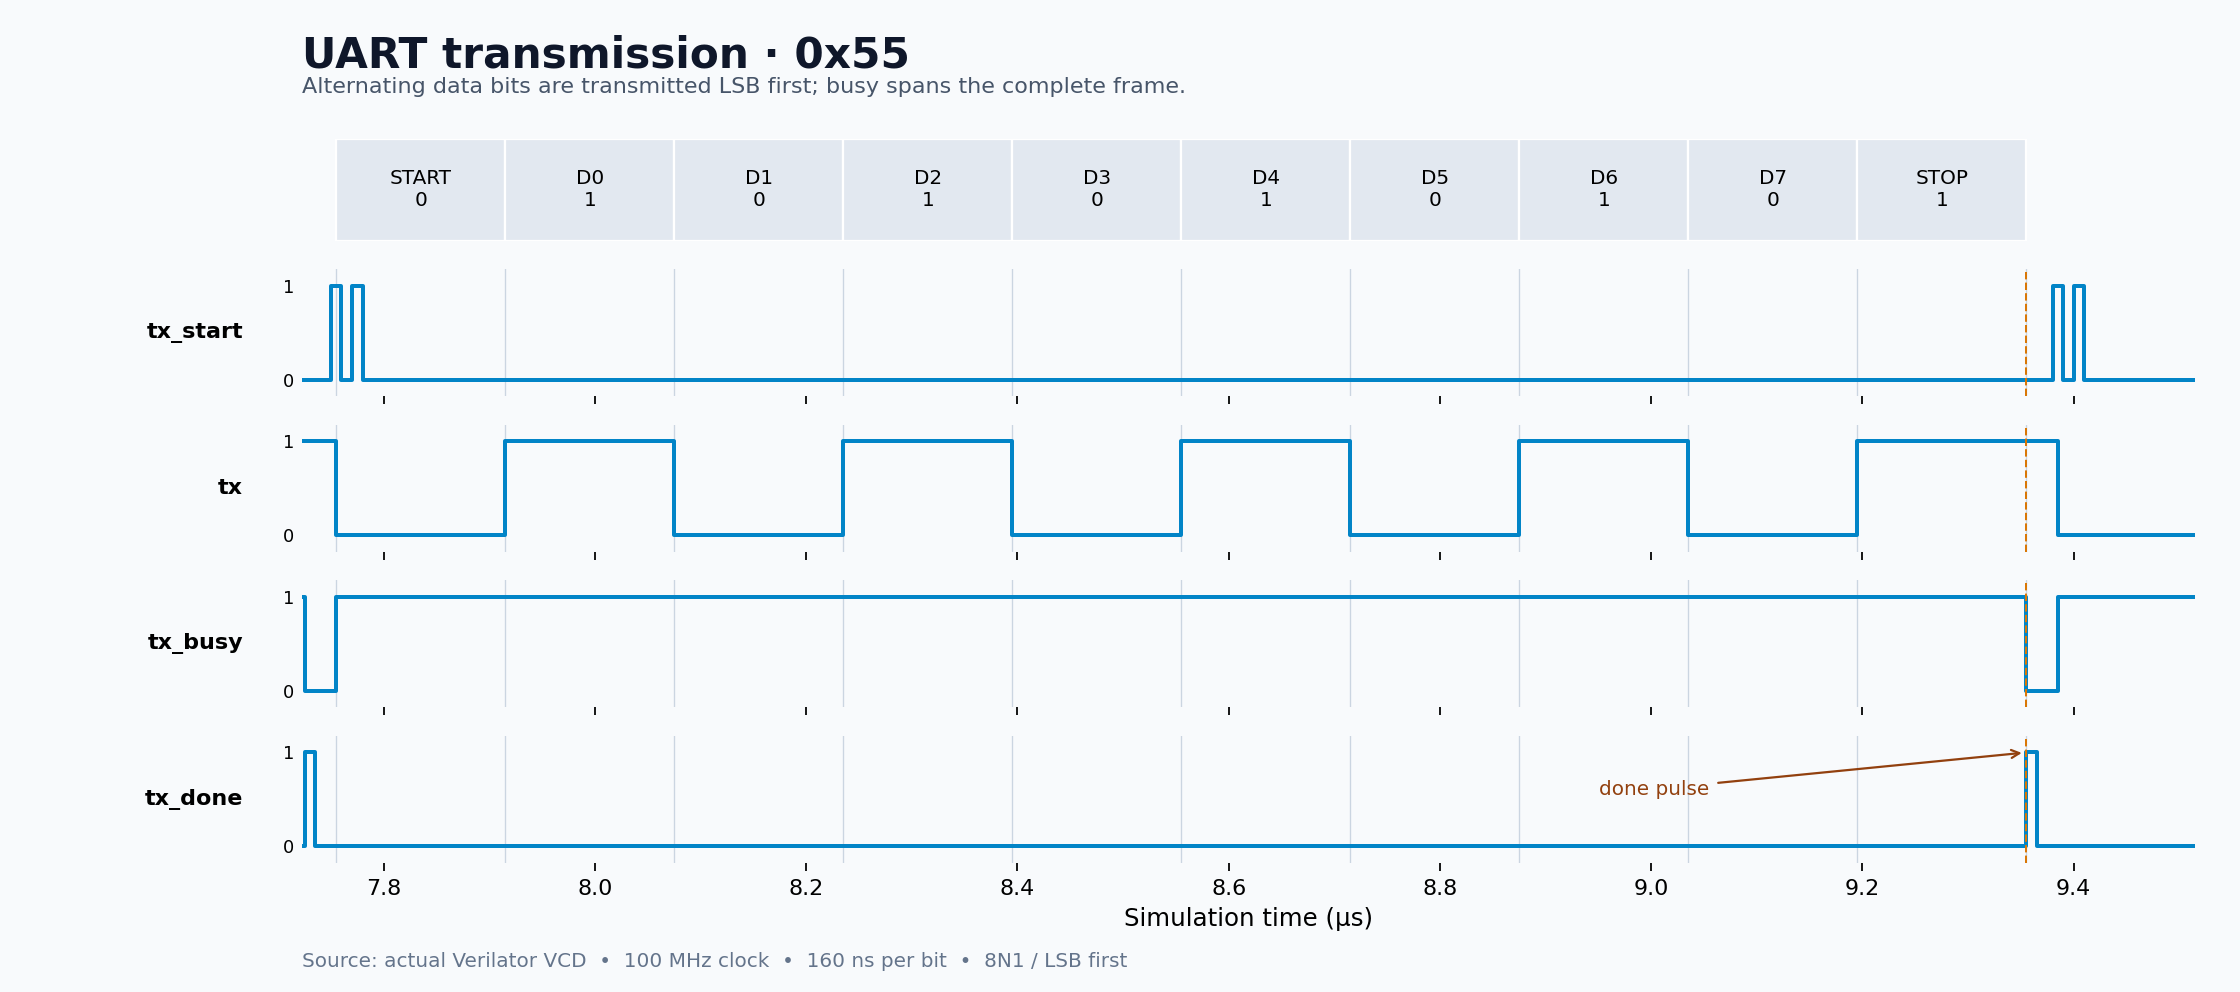 UART transmission · 0x55
Alternating data bits are transmitted LSB first; busy spans the complete frame.
START D0 D1 D2 D3 D4 D5 D6 D7 STOP
0 1 0 1 0 1 0 1 0 1
1
tx_start
0
1
tx
0
1
tx_busy
0
1
done pulse
tx_done
0
7.8 8.0 8.2 8.4 8.6 8.8 9.0 9.2 9.4
Simulation time (µs)
Source: actual Verilator VCD • 100 MHz clock • 160 ns per bit • 8N1 / LSB first